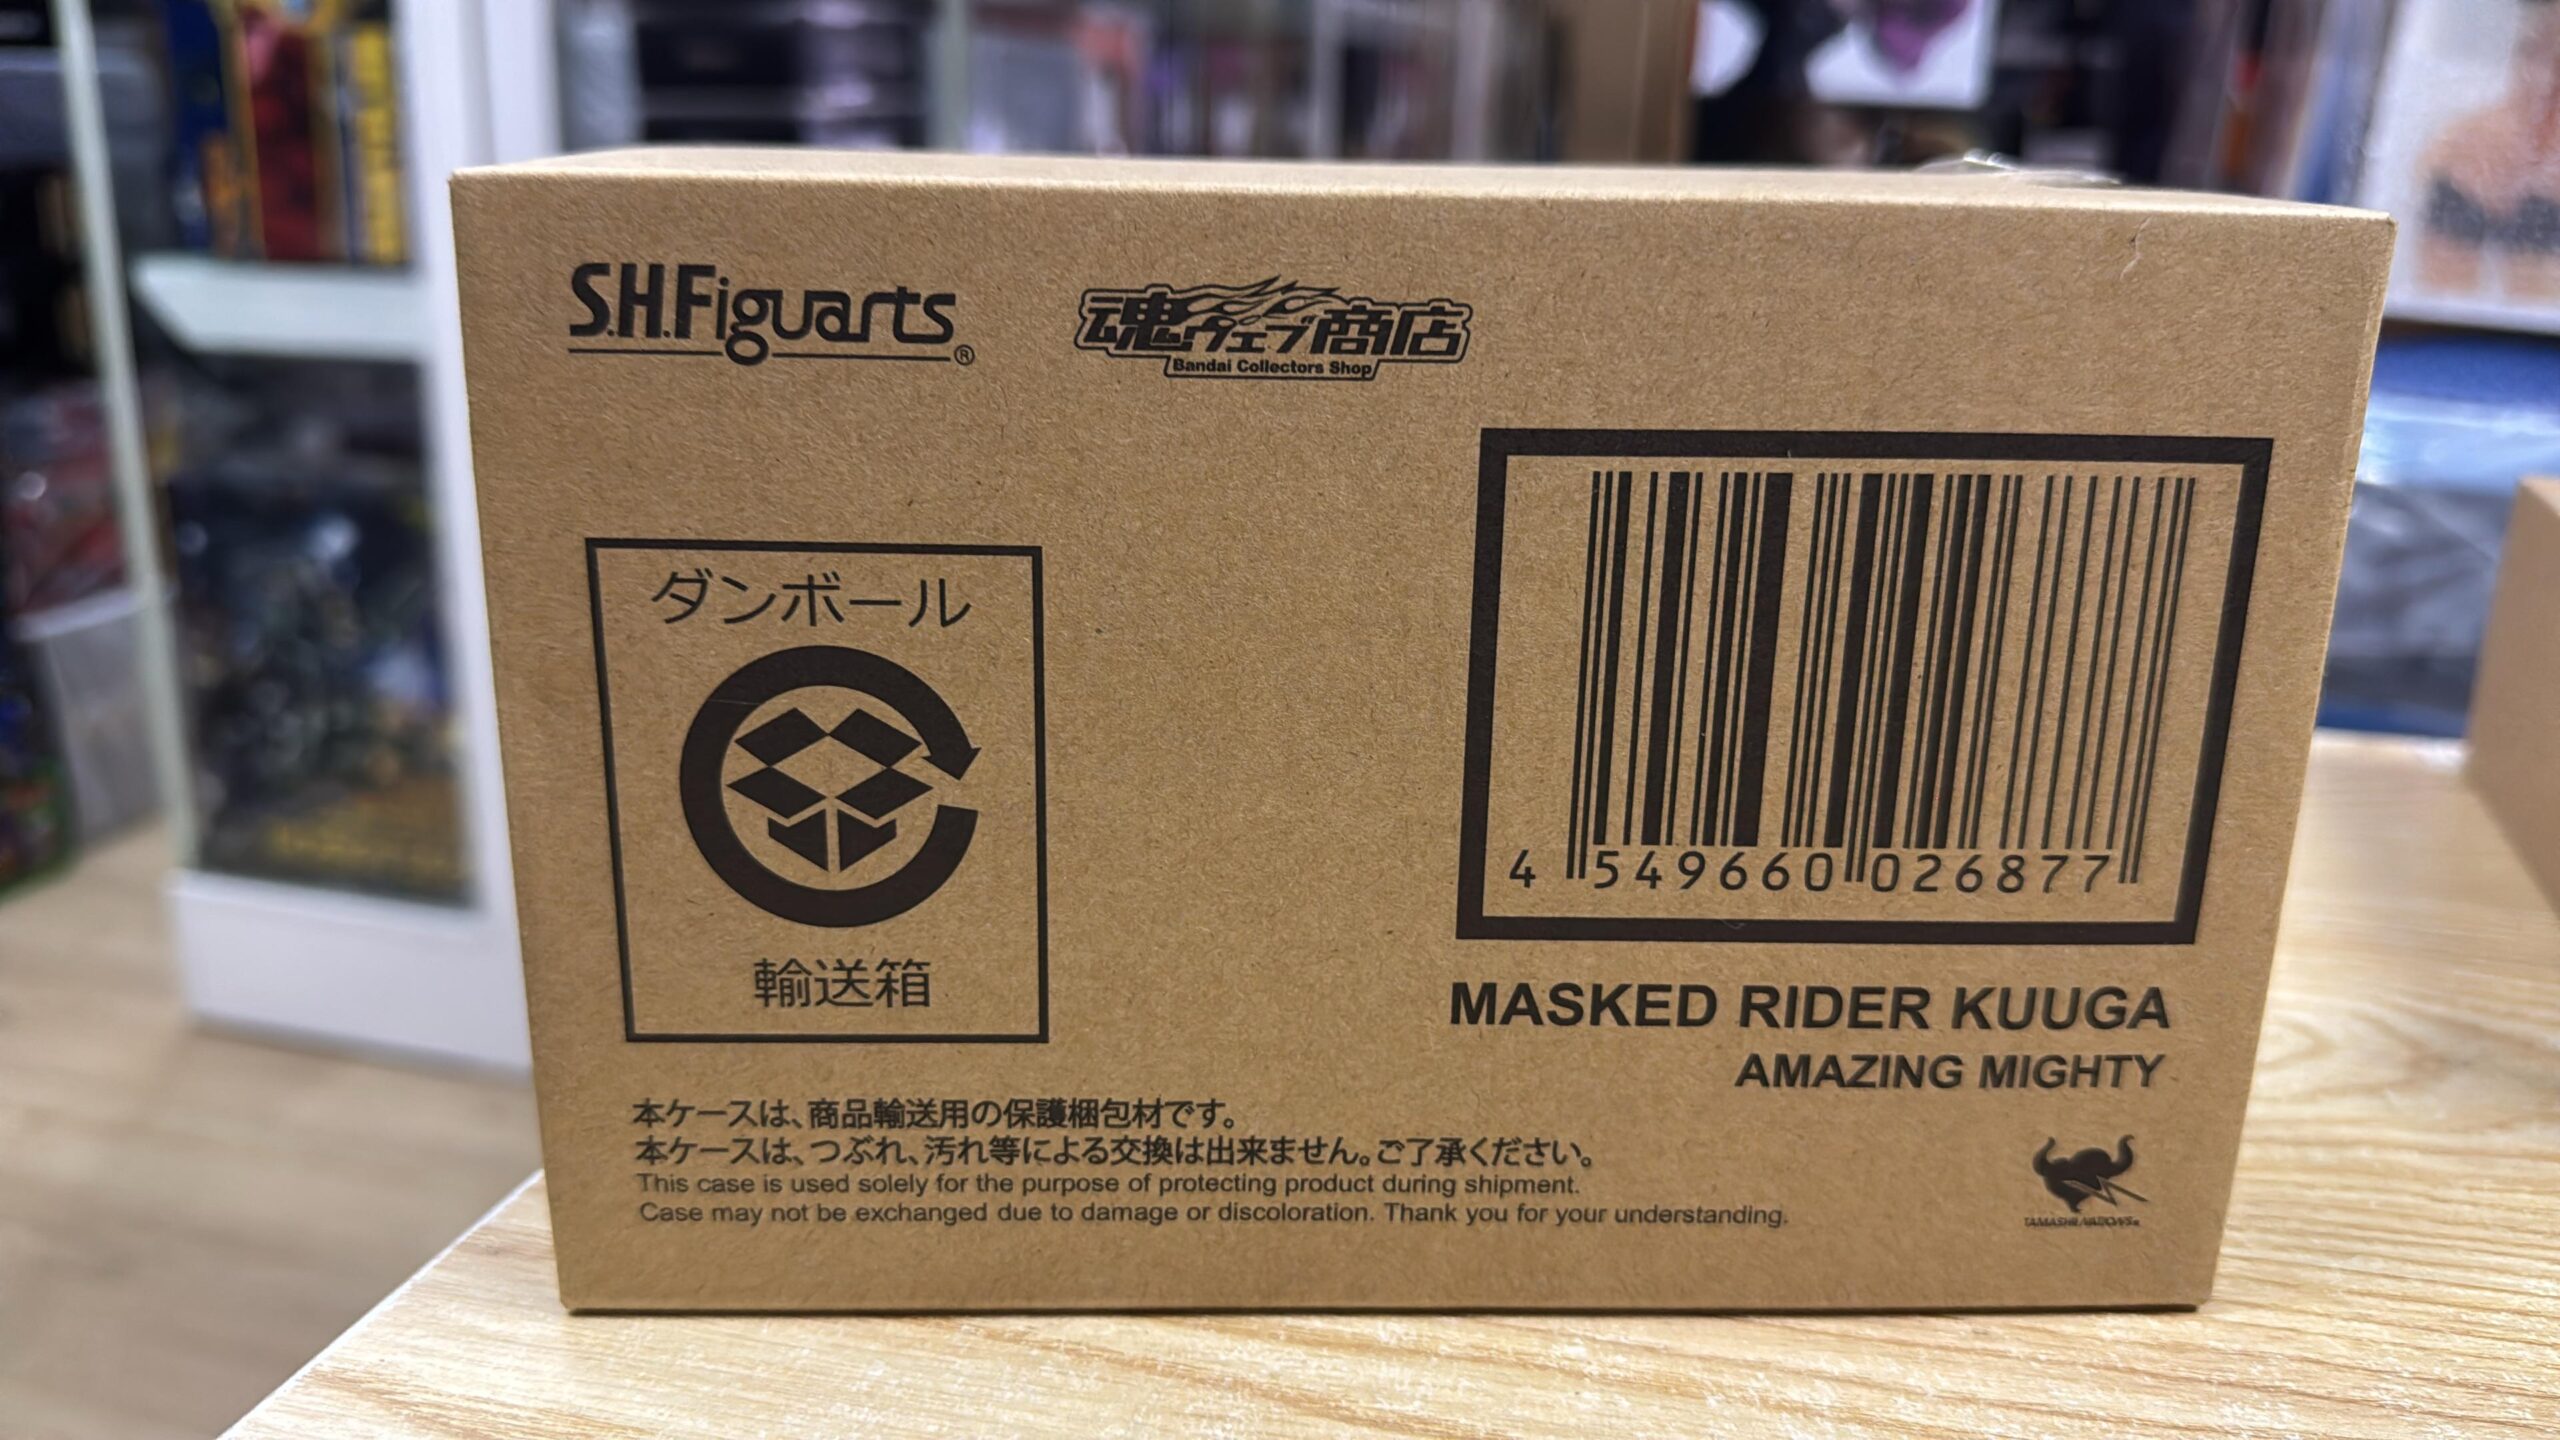 S.H.Figuarts®
魂ウェブ商店
Bandai Collectors Shop
ダンボール
輸送箱
4 549660 026877
MASKED RIDER KUUGA
AMAZING MIGHTY
本ケースは、商品輸送用の保護梱包材です。
本ケースは、つぶれ、汚れ等による交換は出来ません。ご了承ください。
This case is used solely for the purpose of protecting product during shipment.
Case may not be exchanged due to damage or discoloration. Thank you for your understanding.
TAMASHII NATIONS